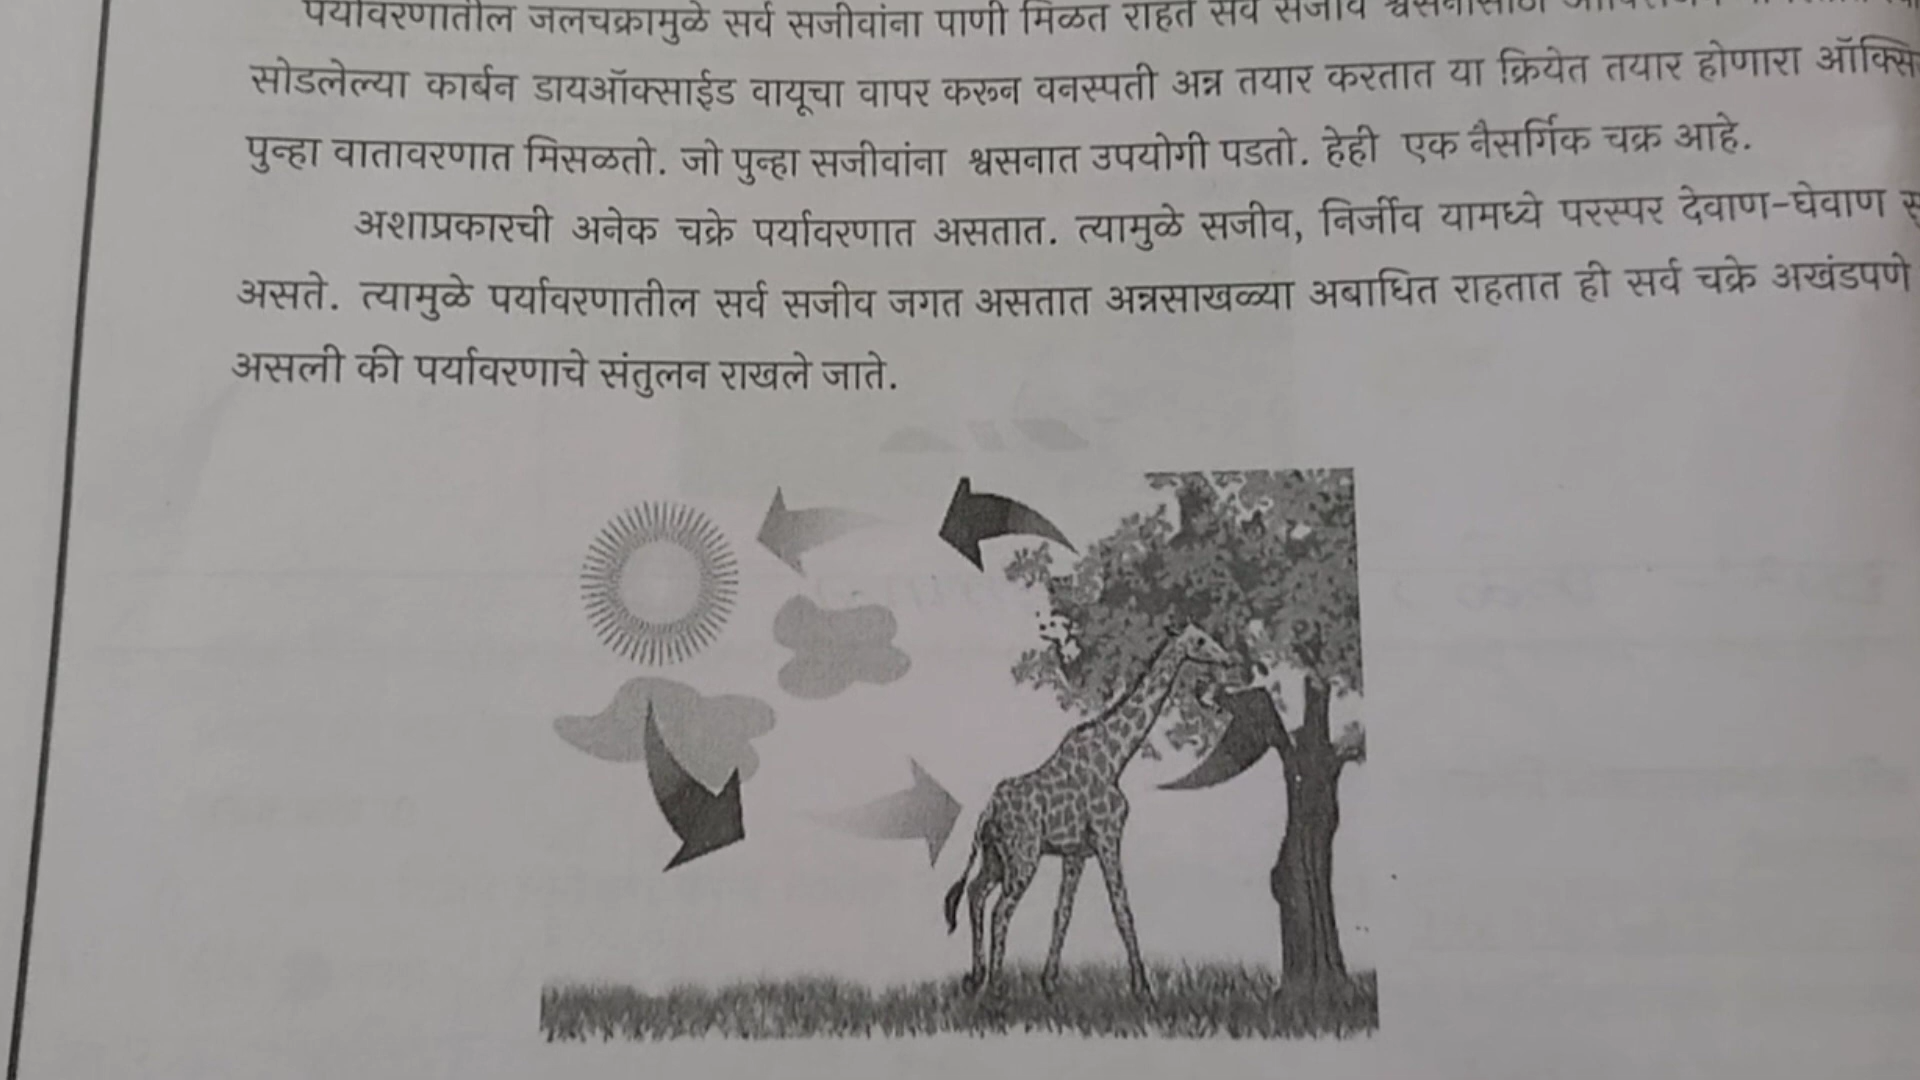 पर्यावरणातील जलचक्रामुळे सर्व सजीवांना पाणी मिळत राहते सर्व सजीव श्वसनासाठी
सोडलेल्या कार्बन डायऑक्साईड वायूचा वापर करून वनस्पती अन्न तयार करतात या क्रियेत तयार होणारा
पुन्हा वातावरणात मिसळतो. जो पुन्हा सजीवांना श्वसनात उपयोगी पडतो. हेही एक नैसर्गिक चक्र आहे.
अशाप्रकारची अनेक चक्रे पर्यावरणात असतात. त्यामुळे सजीव, निर्जीव यामध्ये परस्पर देवाण-घेवाण
असते. त्यामुळे पर्यावरणातील सर्व सजीव जगत असतात अन्नसाखळ्या अबाधित राहतात ही सर्व चक्रे अखंडपणे
असली की पर्यावरणाचे संतुलन राखले जाते.